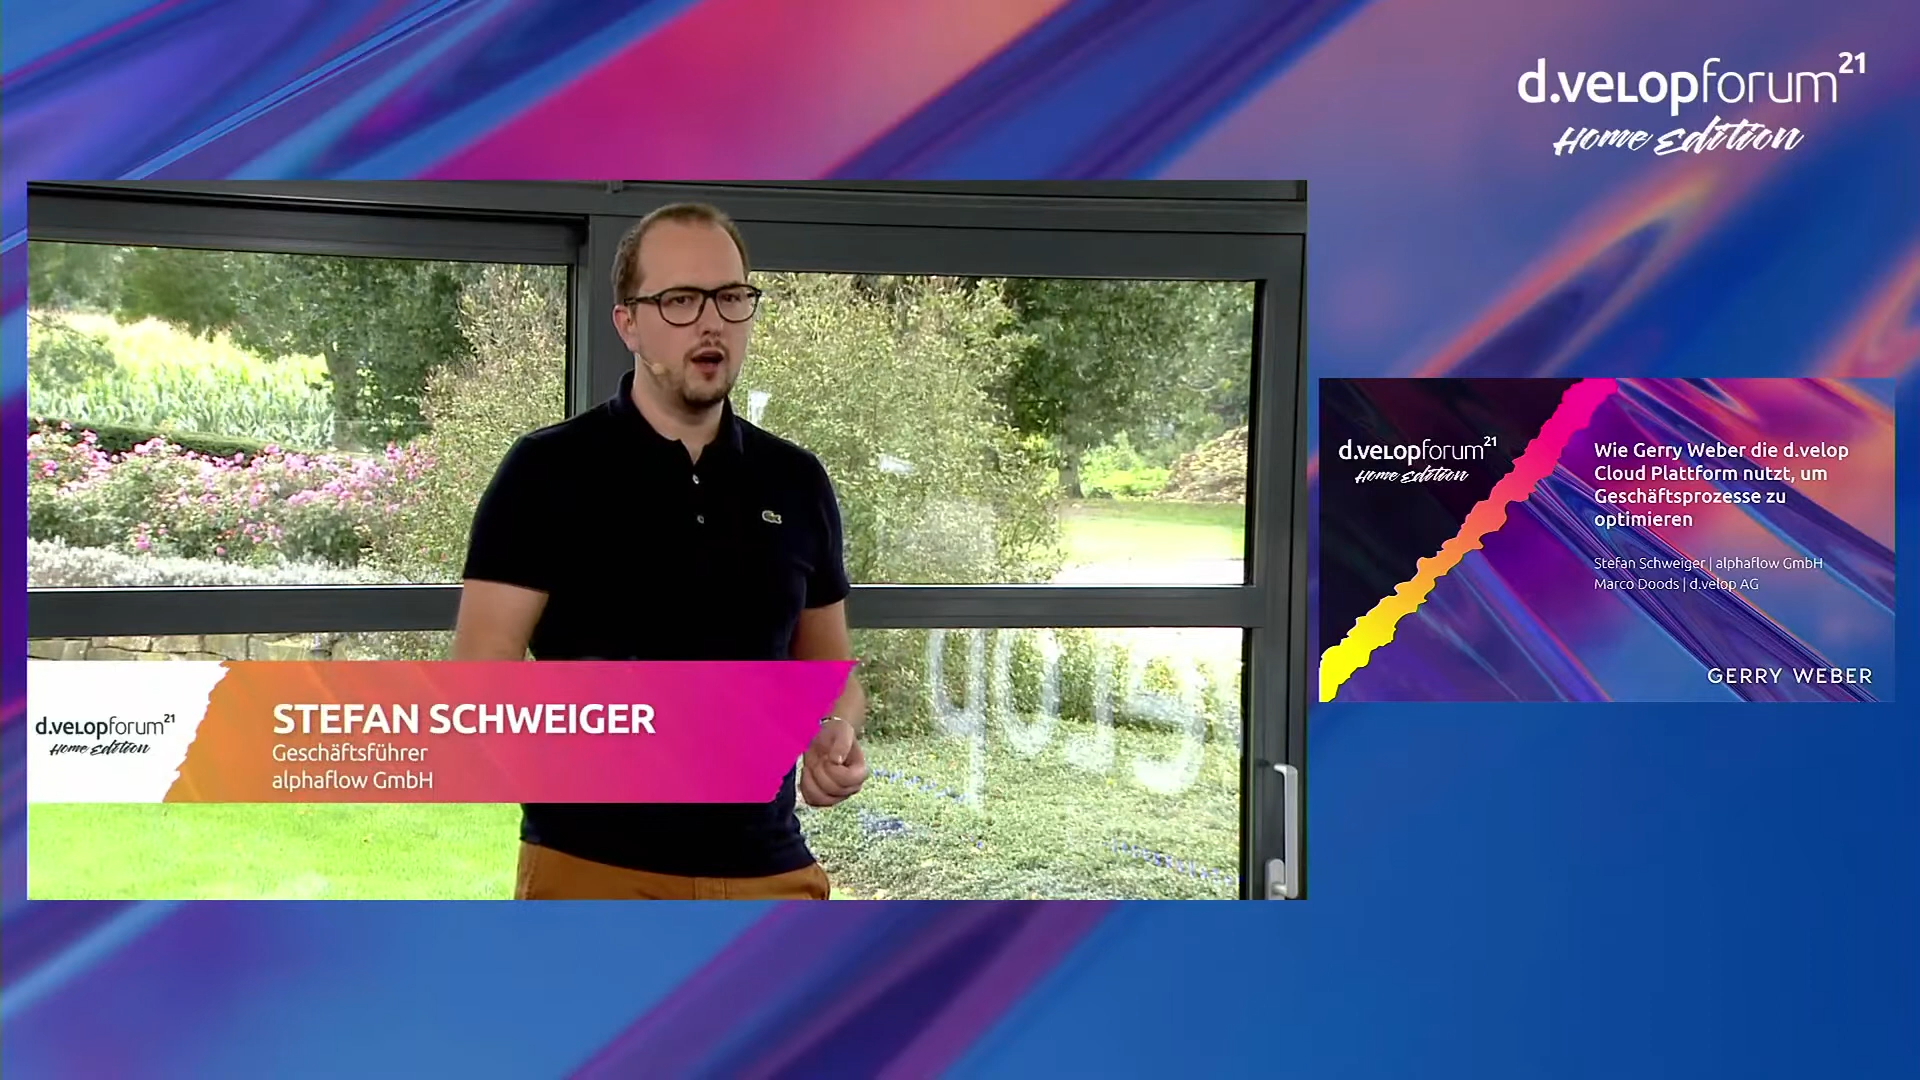 d.velopforum21
Home Edition
d.velopforum21
Home Edition
Wie Gerry Weber die d.velop
Cloud Plattform nutzt, um
Geschäftsprozesse zu
optimieren
Stefan Schweiger | alphaflow GmbH
Marco Doods | d.velop AG
GERRY WEBER
d.velopforum21
Home Edition
STEFAN SCHWEIGER
Geschäftsführer
alphaflow GmbH